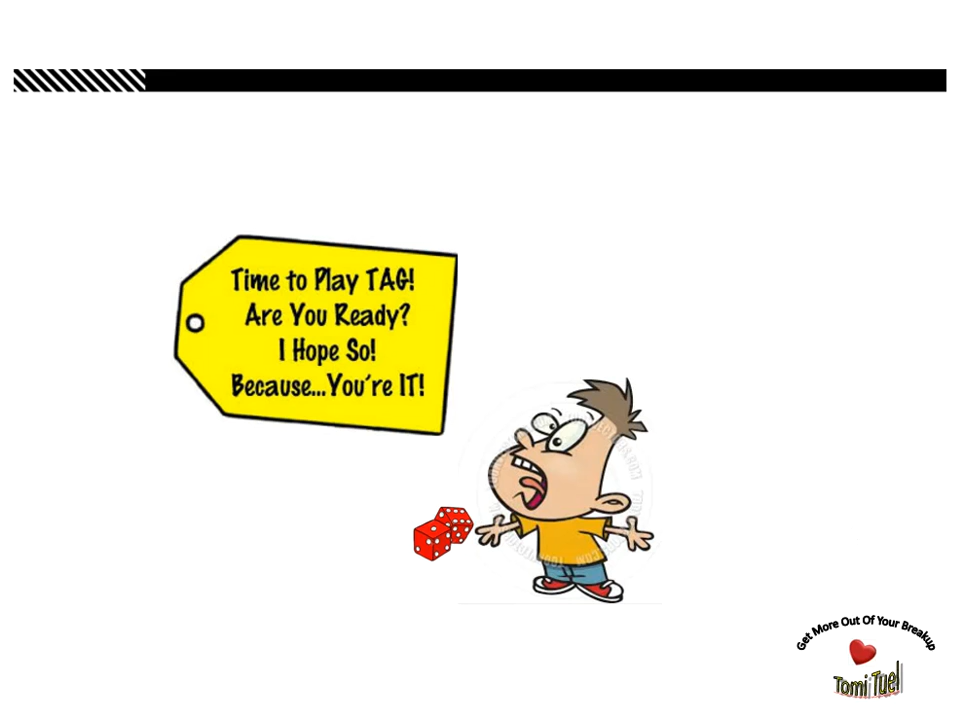 Time to Play TAG!
Are You Ready?
I Hope So!
Because...You're IT!
Get More Out Of Your Breakup
Tomi Tuel